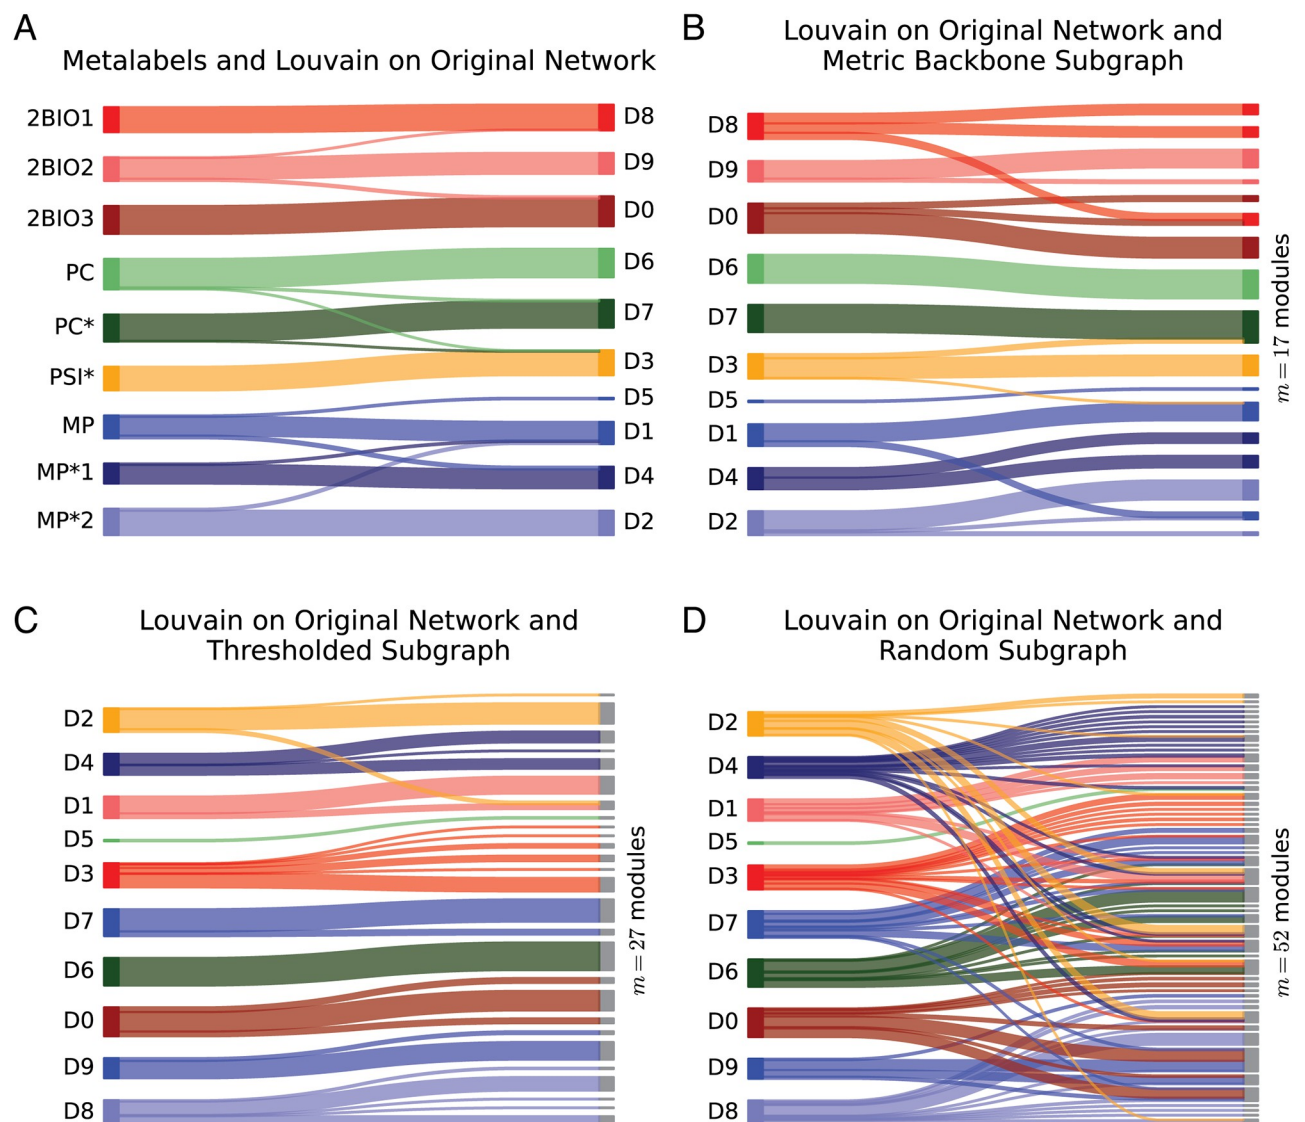 A
Metalabels and Louvain on Original Network
2BIO1
2BIO2
2BIO3
PC
PC*
PSI*
MP
MP*1
MP*2
D8
D9
D0
D6
D7
D3
D5
D1
D4
D2
B
Louvain on Original Network and
Metric Backbone Subgraph
D8
D9
D0
D6
D7
D3
D5
D1
D4
D2
m = 17 modules
C
Louvain on Original Network and
Thresholded Subgraph
D2
D4
D1
D5
D3
D7
D6
D0
D9
D8
m = 27 modules
D
Louvain on Original Network and
Random Subgraph
D2
D4
D1
D5
D3
D7
D6
D0
D9
D8
m = 52 modules